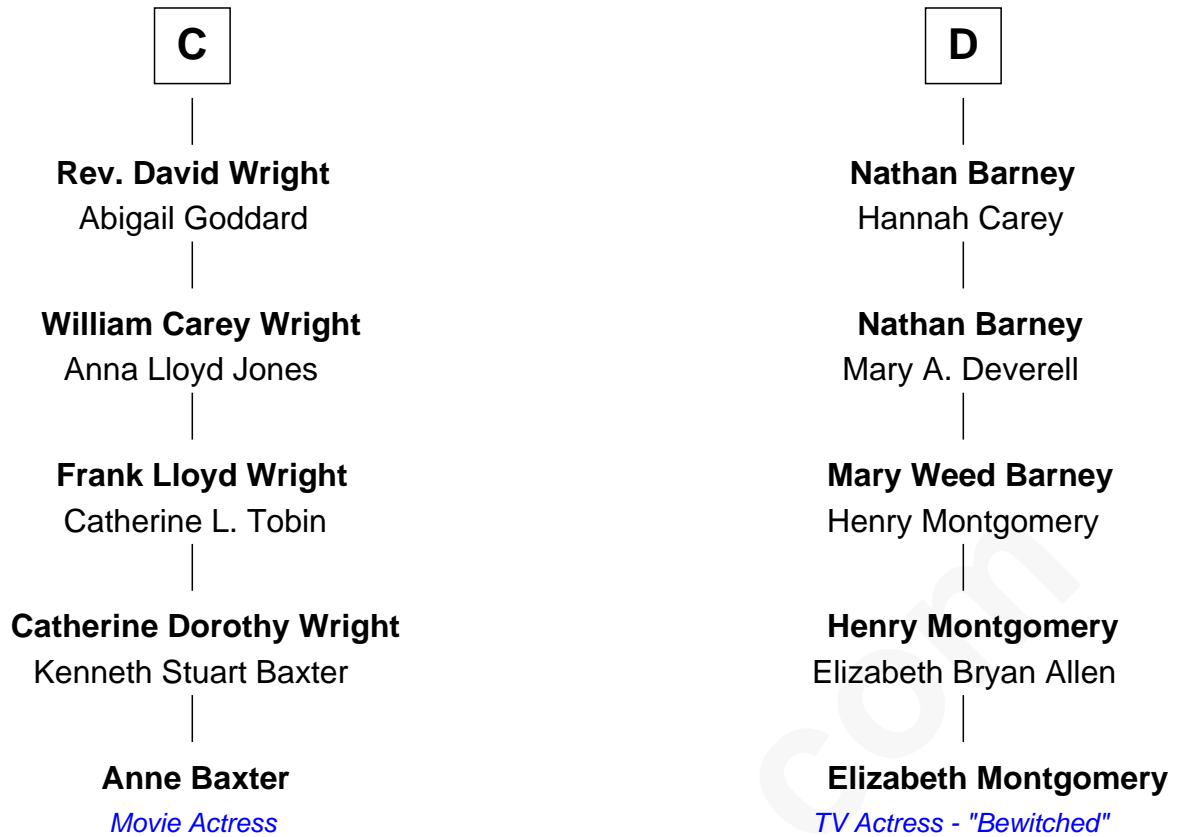 C
Rev. David Wright
Abigail Goddard
William Carey Wright
Anna Lloyd Jones
Frank Lloyd Wright
Catherine L. Tobin
Catherine Dorothy Wright
Kenneth Stuart Baxter
Anne Baxter
Movie Actress
D
Nathan Barney
Hannah Carey
Nathan Barney
Mary A. Deverell
Mary Weed Barney
Henry Montgomery
Henry Montgomery
Elizabeth Bryan Allen
Elizabeth Montgomery
TV Actress - "Bewitched"
com